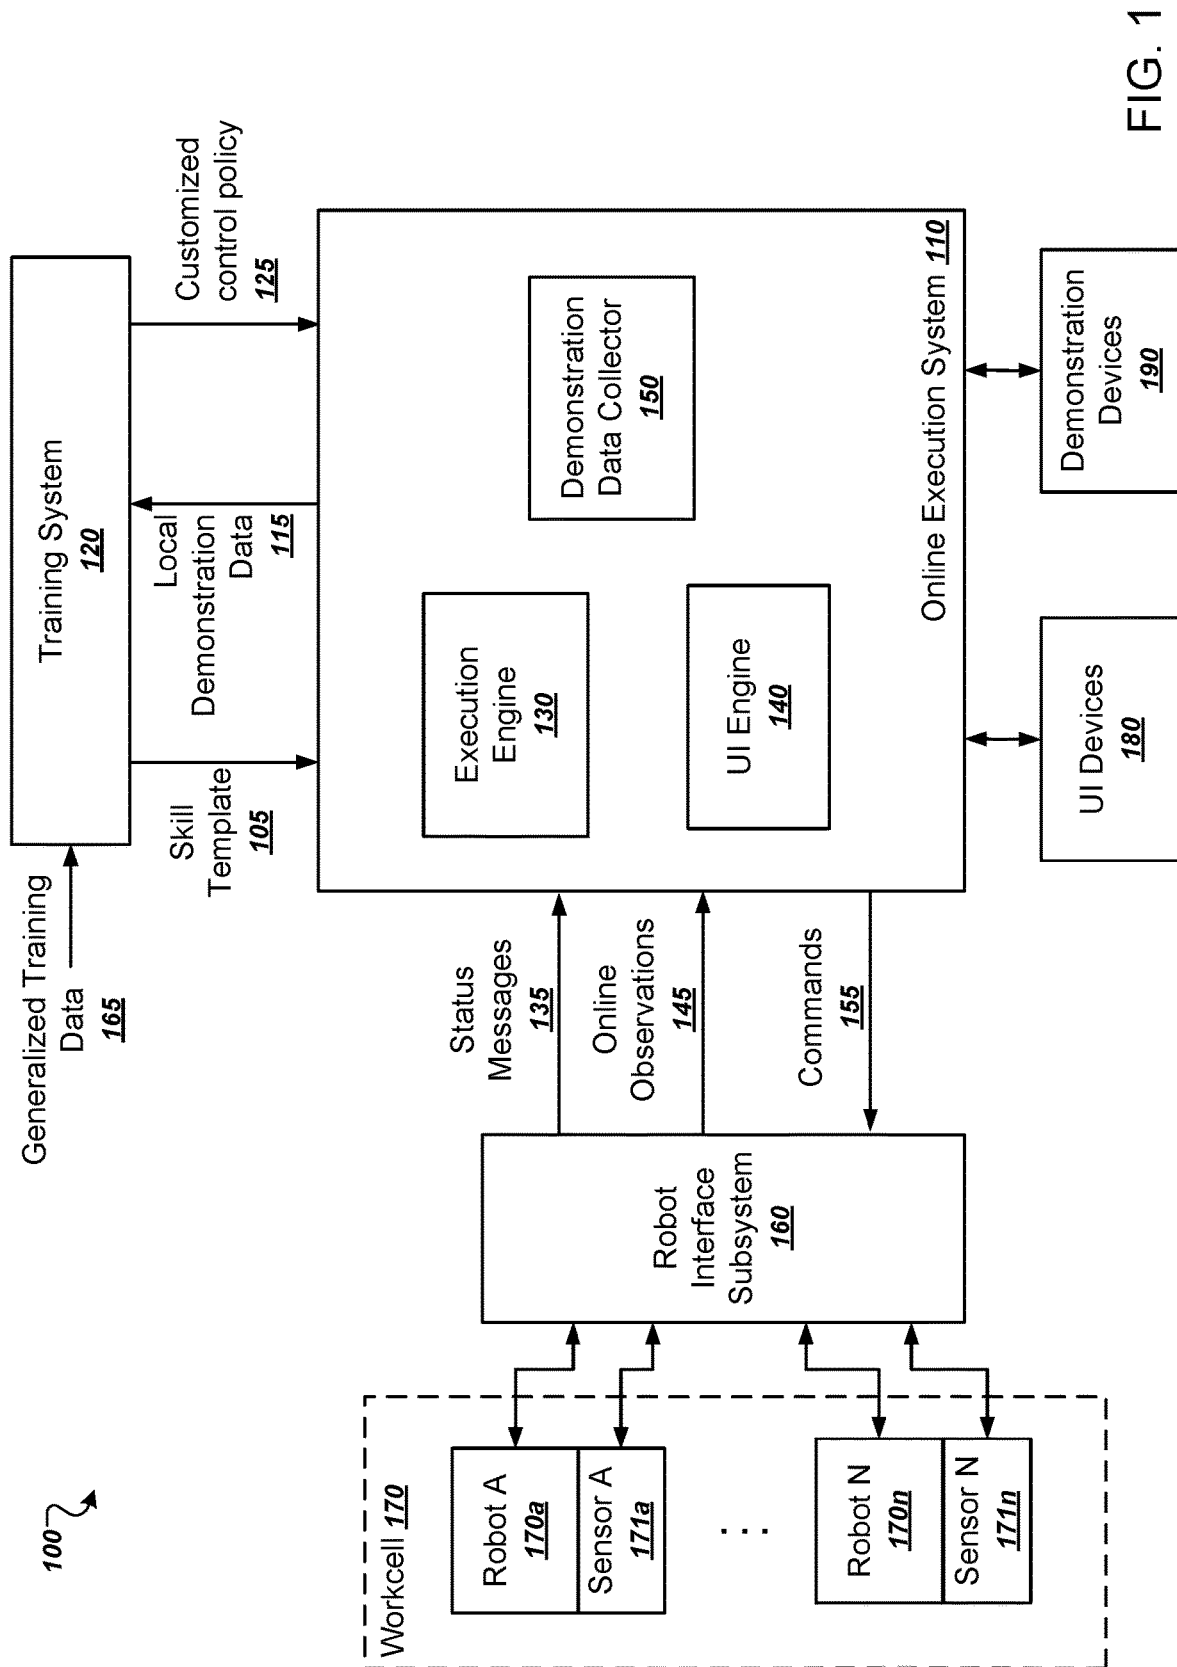 100
Generalized Training
Data
165
Training System
120
Skill
Template
105
Local
Demonstration
Data
115
Customized
control policy
125
Workcell 170
Robot A
170a
Sensor A
171a
. . .
Robot N
170n
Sensor N
171n
Robot
Interface
Subsystem
160
Status
Messages
135
Online
Observations
145
Commands
155
Execution
Engine
130
Demonstration
Data Collector
150
UI Engine
140
Online Execution System 110
UI Devices
180
Demonstration
Devices
190
FIG. 1